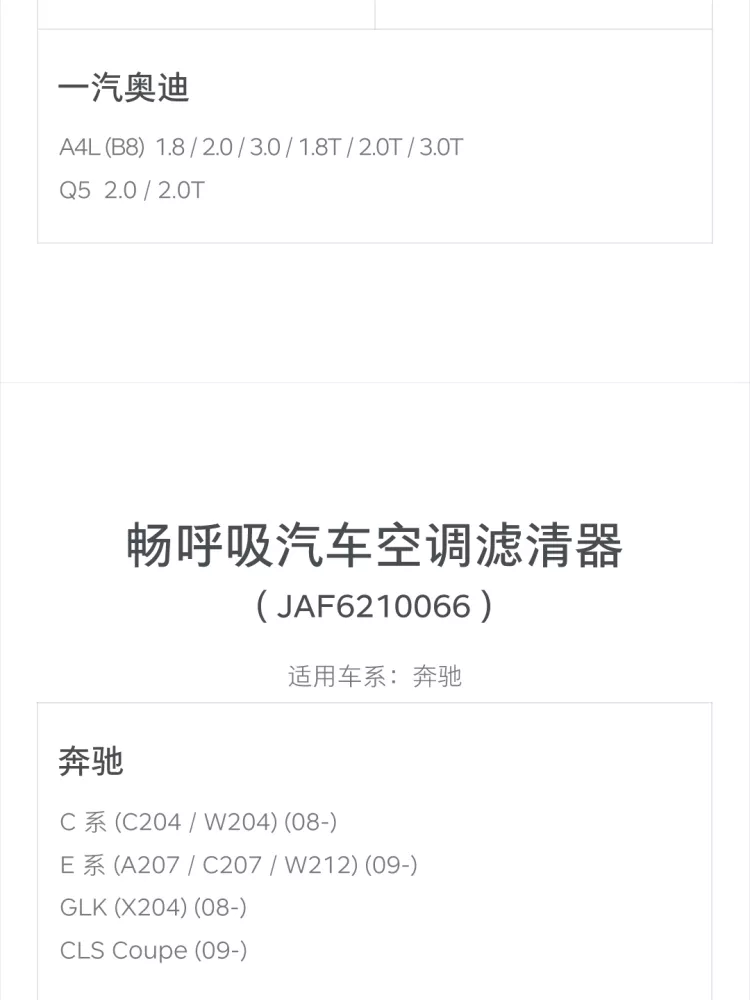 一汽奥迪
A4L (B8) 1.8 / 2.0 / 3.0 / 1.8T / 2.0T / 3.0T
Q5 2.0 / 2.0T
畅呼吸汽车空调滤清器
( JAF6210066 )
适用车系：奔驰
奔驰
C 系 (C204 / W204) (08-)
E 系 (A207 / C207 / W212) (09-)
GLK (X204) (08-)
CLS Coupe (09-)